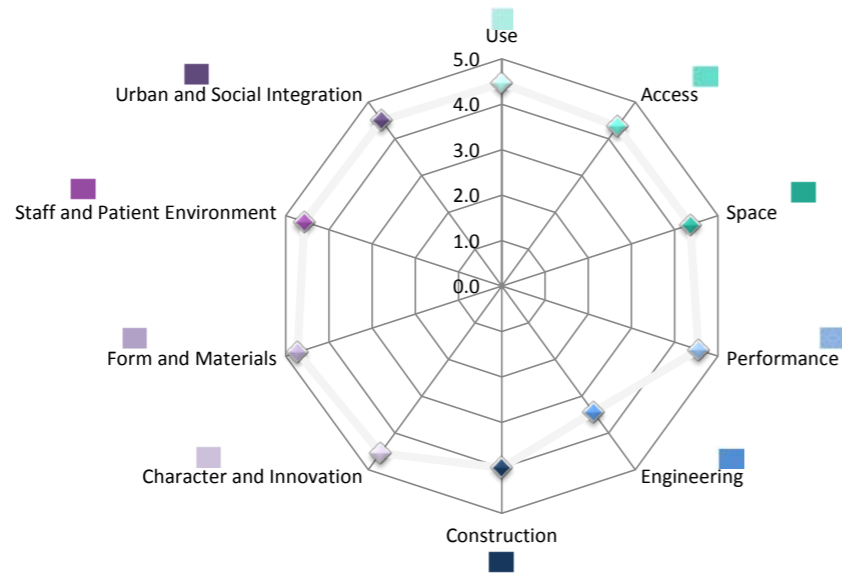 Use
5.0
Urban and Social Integration
Access
4.0
3.0
2.0
Staff and Patient Environment
Space
1.0
0.0
Form and Materials
Performance
Character and Innovation
Engineering
Construction